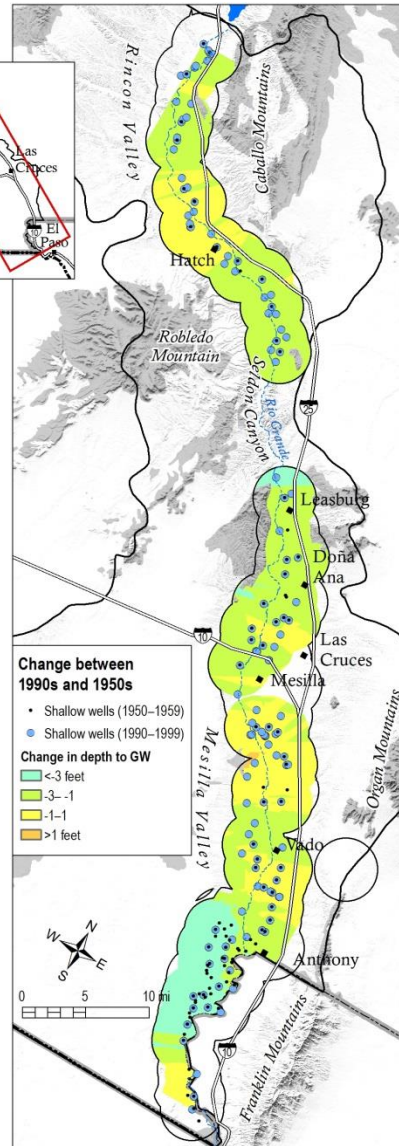 Rincon Valley
Caballo Mountains
Las
Cruces
El
Paso
10
Hatch
Robledo
Mountain
Seldon Canyon
Rio Grande
25
Leasburg
Doña
Ana
10
Las
Cruces
Mesilla
Change between
1990s and 1950s
Shallow wells (1950–1959)
Shallow wells (1990–1999)
Change in depth to GW
<-3 feet
-3– -1
-1–1
>1 feet
Mesilla Valley
Organ Mountains
Vado
N
W
E
S
Anthony
0 5 10 mi
10
Franklin Mountains